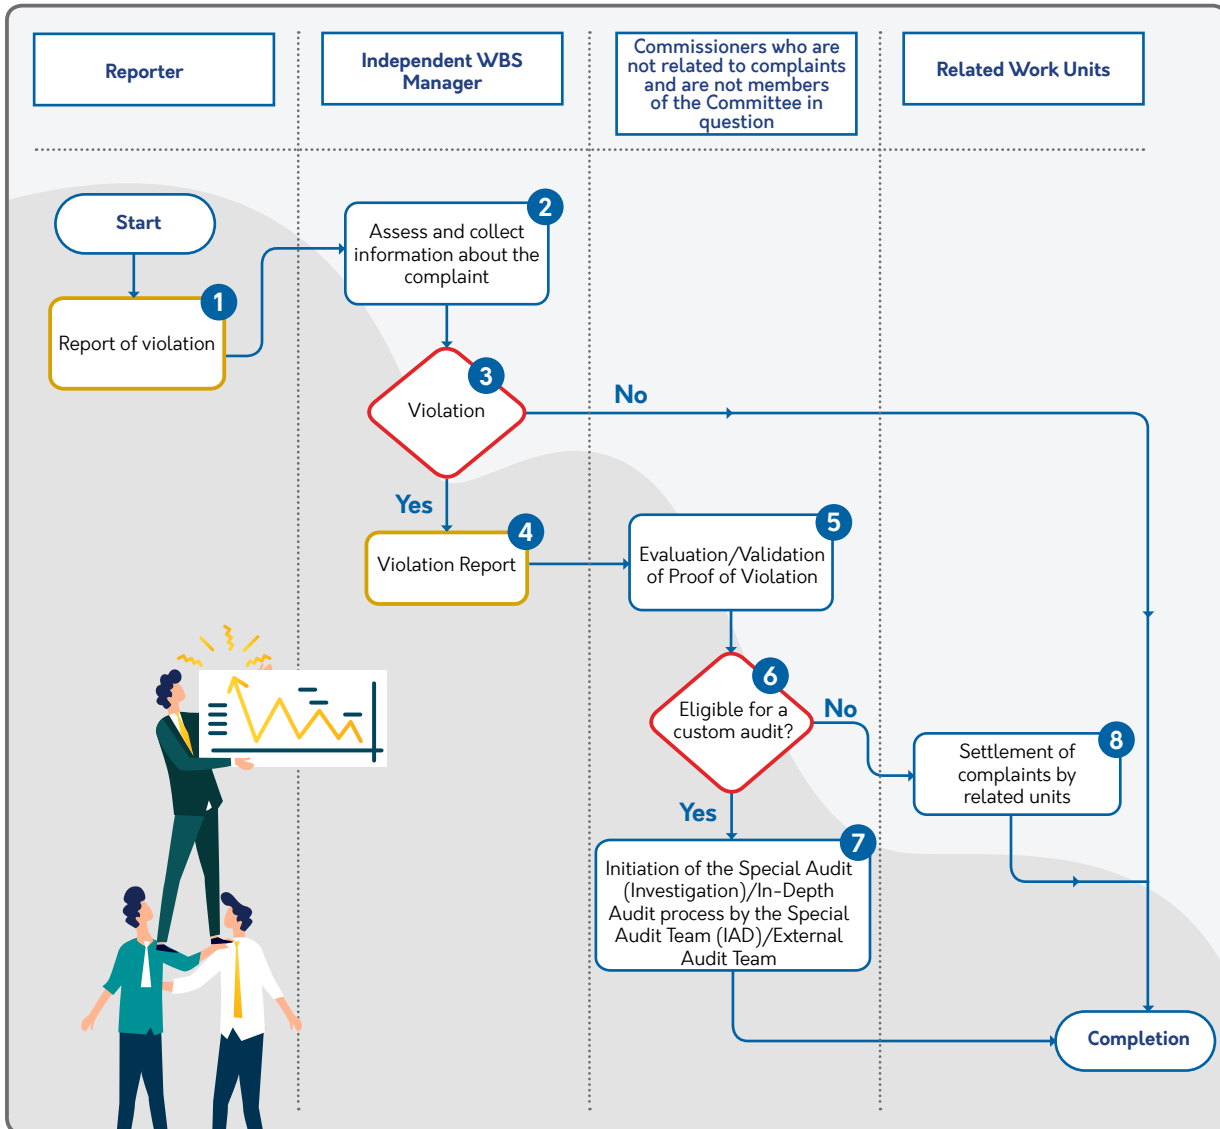 Reporter
Independent WBS
Manager
Commissioners who are
not related to complaints
and are not members
of the Committee in
question
Related Work Units
Start
1
Report of violation
2
Assess and collect
information about the
complaint
3
Violation
No
Yes
4
Violation Report
5
Evaluation/Validation
of Proof of Violation
6
Eligible for a
custom audit?
No
Yes
8
Settlement of
complaints by
related units
7
Initiation of the Special Audit
(Investigation)/In-Depth
Audit process by the Special
Audit Team (IAD)/External
Audit Team
Completion